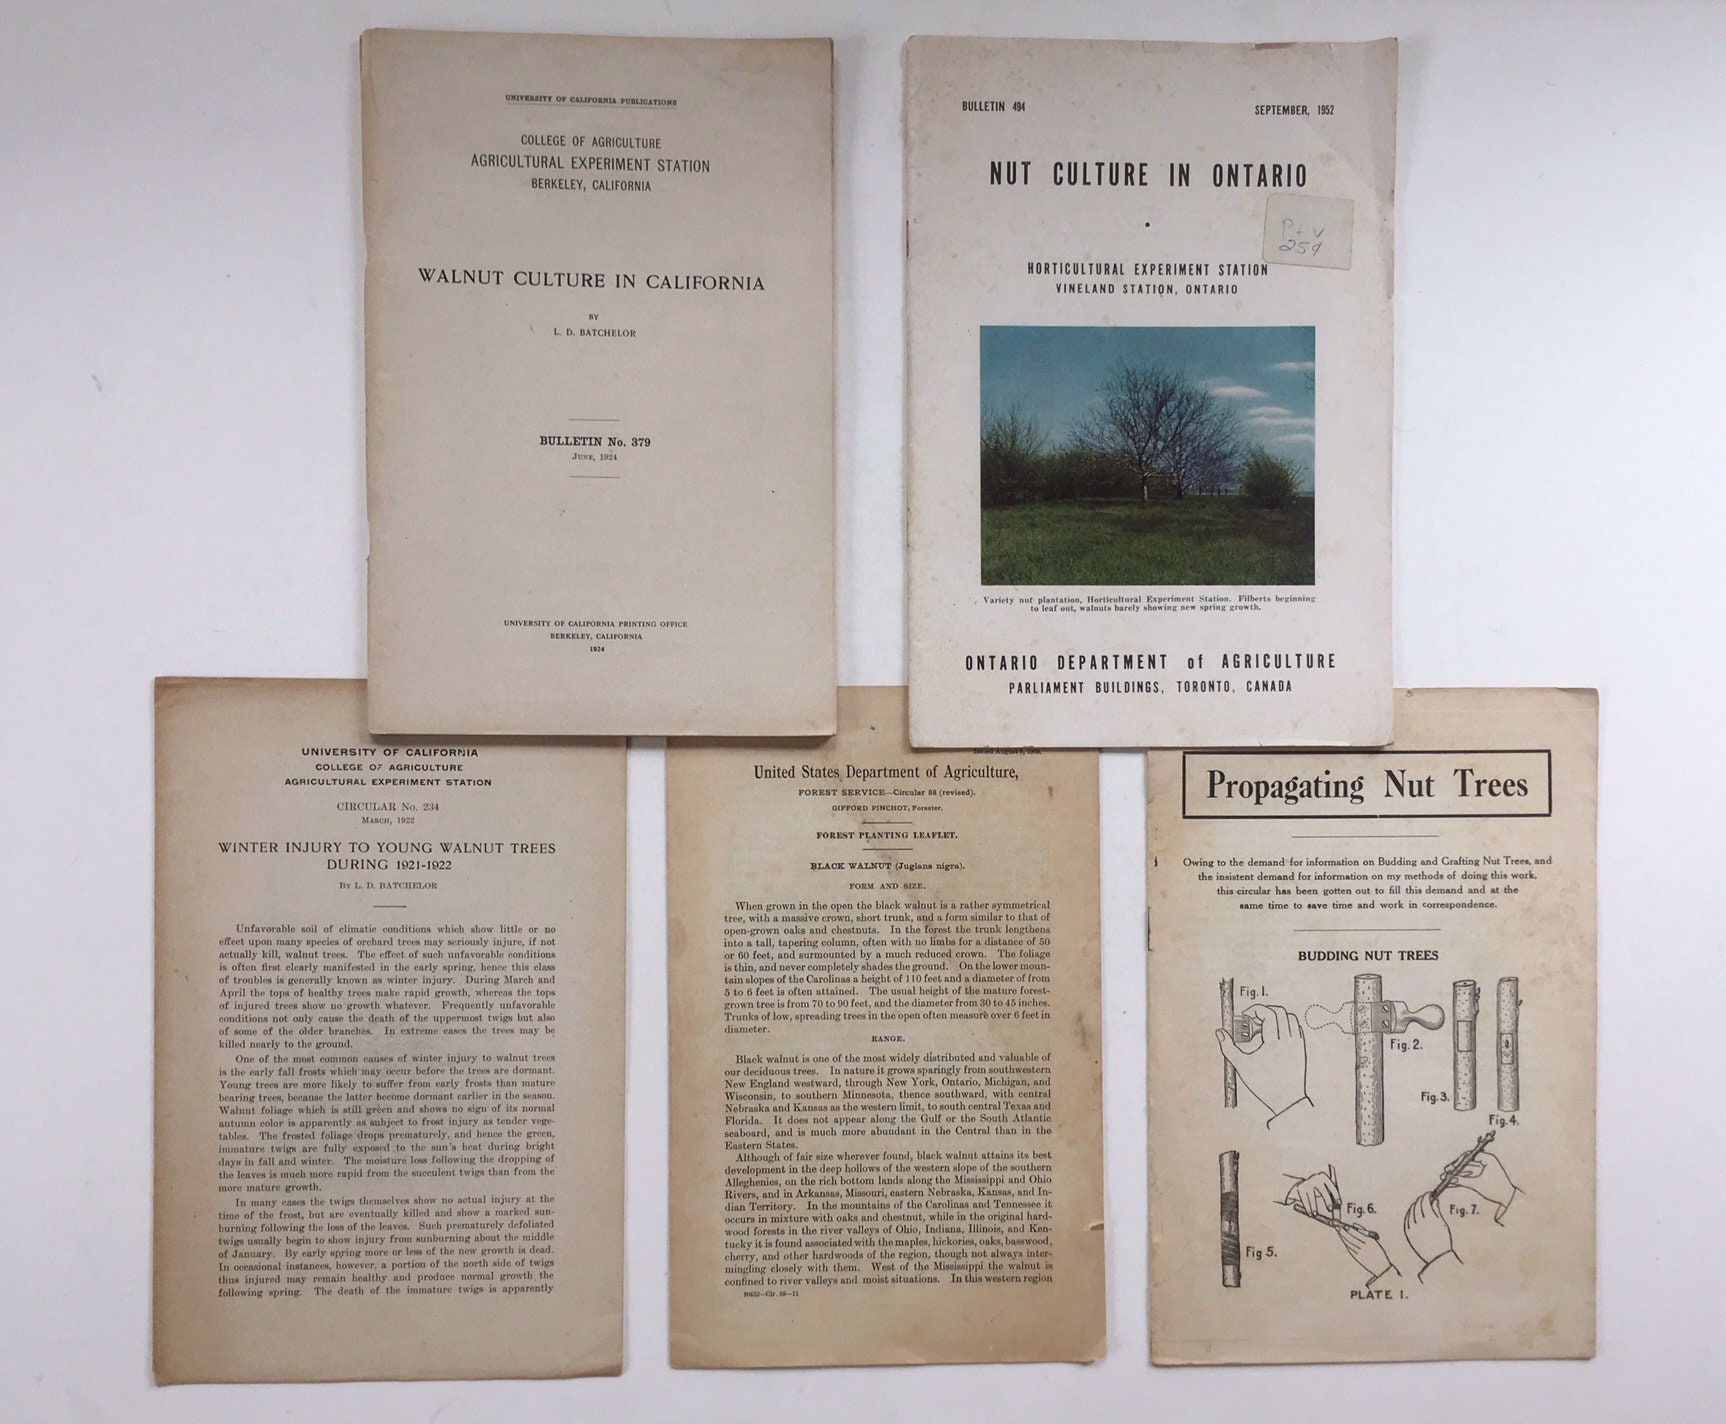 UNIVERSITY OF CALIFORNIA PUBLICATIONS
COLLEGE OF AGRICULTURE
AGRICULTURAL EXPERIMENT STATION
BERKELEY, CALIFORNIA
WALNUT CULTURE IN CALIFORNIA
BY
L. D. BATCHELOR
BULLETIN No. 379
JUNE, 1924
UNIVERSITY OF CALIFORNIA PRINTING OFFICE
BERKELEY, CALIFORNIA
1924
BULLETIN 494 SEPTEMBER, 1952
NUT CULTURE IN ONTARIO
P + V
25¢
HORTICULTURAL EXPERIMENT STATION
VINELAND STATION, ONTARIO
Variety nut plantation, Horticultural Experiment Station. Filberts beginning
to leaf out, walnuts barely showing new spring growth.
ONTARIO DEPARTMENT of AGRICULTURE
PARLIAMENT BUILDINGS, TORONTO, CANADA
UNIVERSITY OF CALIFORNIA
COLLEGE OF AGRICULTURE
AGRICULTURAL EXPERIMENT STATION
CIRCULAR No. 234
MARCH, 1922
WINTER INJURY TO YOUNG WALNUT TREES
DURING 1921-1922
BY L. D. BATCHELOR
Unfavorable soil of climatic conditions which show little or no
effect upon many species of orchard trees may seriously injure, if not
actually kill, walnut trees. The effect of such unfavorable conditions
is often first clearly manifested in the early spring, hence this class
of troubles is generally known as winter injury. During March and
April the tops of healthy trees make rapid growth, whereas the tops
of injured trees show no growth whatever. Frequently unfavorable
conditions not only cause the death of the uppermost twigs but also
of some of the older branches. In extreme cases the trees may be
killed nearly to the ground.
One of the most common causes of winter injury to walnut trees
is the early fall frosts which may occur before the trees are dormant.
Young trees are more likely to suffer from early frosts than mature
bearing trees, because the latter become dormant earlier in the season.
Walnut foliage which is still green and shows no sign of its normal
autumn color is apparently as subject to frost injury as tender vege-
tables. The frosted foliage drops prematurely, and hence the green,
immature twigs are fully exposed to the sun's heat during bright
days in fall and winter. The moisture loss following the dropping of
the leaves is much more rapid from the succulent twigs than from the
more mature growth.
In many cases the twigs themselves show no actual injury at the
time of the frost, but are eventually killed and show a marked sun-
burning following the loss of the leaves. Such prematurely defoliated
twigs usually begin to show injury from sunburning about the middle
of January. By early spring more or less of the new growth is dead.
In occasional instances, however, a portion of the north side of twigs
thus injured may remain healthy and produce normal growth the
following spring. The death of the immature twigs is apparently
Issued August
United States Department of Agriculture,
FOREST SERVICE—Circular 88 (revised).
GIFFORD PINCHOT, Forester.
FOREST PLANTING LEAFLET.
BLACK WALNUT (Juglans nigra).
FORM AND SIZE.
When grown in the open the black walnut is a rather symmetrical
tree, with a massive crown, short trunk, and a form similar to that of
open-grown oaks and chestnuts. In the forest the trunk lengthens
into a tall, tapering column, often with no limbs for a distance of 50
or 60 feet, and surmounted by a much reduced crown. The foliage
is thin, and never completely shades the ground. On the lower moun-
tain slopes of the Carolinas a height of 110 feet and a diameter of from
5 to 6 feet is often attained. The usual height of the mature forest-
grown tree is from 70 to 90 feet, and the diameter from 30 to 45 inches.
Trunks of low, spreading trees in the open often measure over 6 feet in
diameter.
RANGE.
Black walnut is one of the most widely distributed and valuable of
our deciduous trees. In nature it grows sparingly from southwestern
New England westward, through New York, Ontario, Michigan, and
Wisconsin, to southern Minnesota, thence southward, with central
Nebraska and Kansas as the western limit, to south central Texas and
Florida. It does not appear along the Gulf or the South Atlantic
seaboard, and is much more abundant in the Central than in the
Eastern States.
Although of fair size wherever found, black walnut attains its best
development in the deep hollows of the western slope of the southern
Alleghenies, on the rich bottom lands along the Mississippi and Ohio
Rivers, and in Arkansas, Missouri, eastern Nebraska, Kansas, and In-
dian Territory. In the mountains of the Carolinas and Tennessee it
occurs in mixture with oaks and chestnut, while in the original hard-
wood forests in the river valleys of Ohio, Indiana, Illinois, and Ken-
tucky it is found associated with the maples, hickories, oaks, basswood,
cherry, and other hardwoods of the region, though not always inter-
mingling closely with them. West of the Mississippi the walnut is
confined to river valleys and moist situations. In this western region
80432—Cir. 88—11
Propagating Nut Trees
Owing to the demand for information on Budding and Grafting Nut Trees, and
the insistent demand for information on my methods of doing this work,
this circular has been gotten out to fill this demand and at the
same time to save time and work in correspondence.
BUDDING NUT TREES
Fig. 1.
Fig. 2.
Fig. 3.
Fig. 4.
Fig 5.
Fig. 6.
Fig. 7.
PLATE 1.